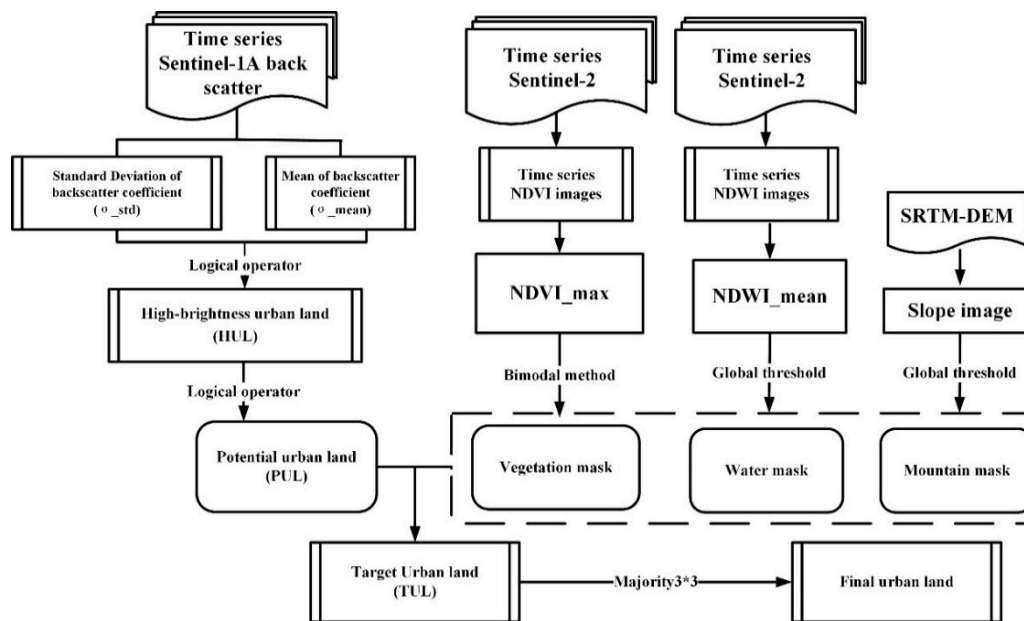 Time series
Sentinel-1A back
scatter
Time series
Sentinel-2
Time series
Sentinel-2
Standard Deviation of
backscatter coefficient
(σ_std)
Mean of backscatter
coefficient
(σ_mean)
Time series
NDVI images
Time series
NDWI images
SRTM-DEM
Logical operator
NDVI_max
NDWI_mean
Slope image
High-brightness urban land
(HUL)
Logical operator
Bimodal method
Global threshold
Global threshold
Potential urban land
(PUL)
Vegetation mask
Water mask
Mountain mask
Target Urban land
(TUL)
Majority3*3
Final urban land